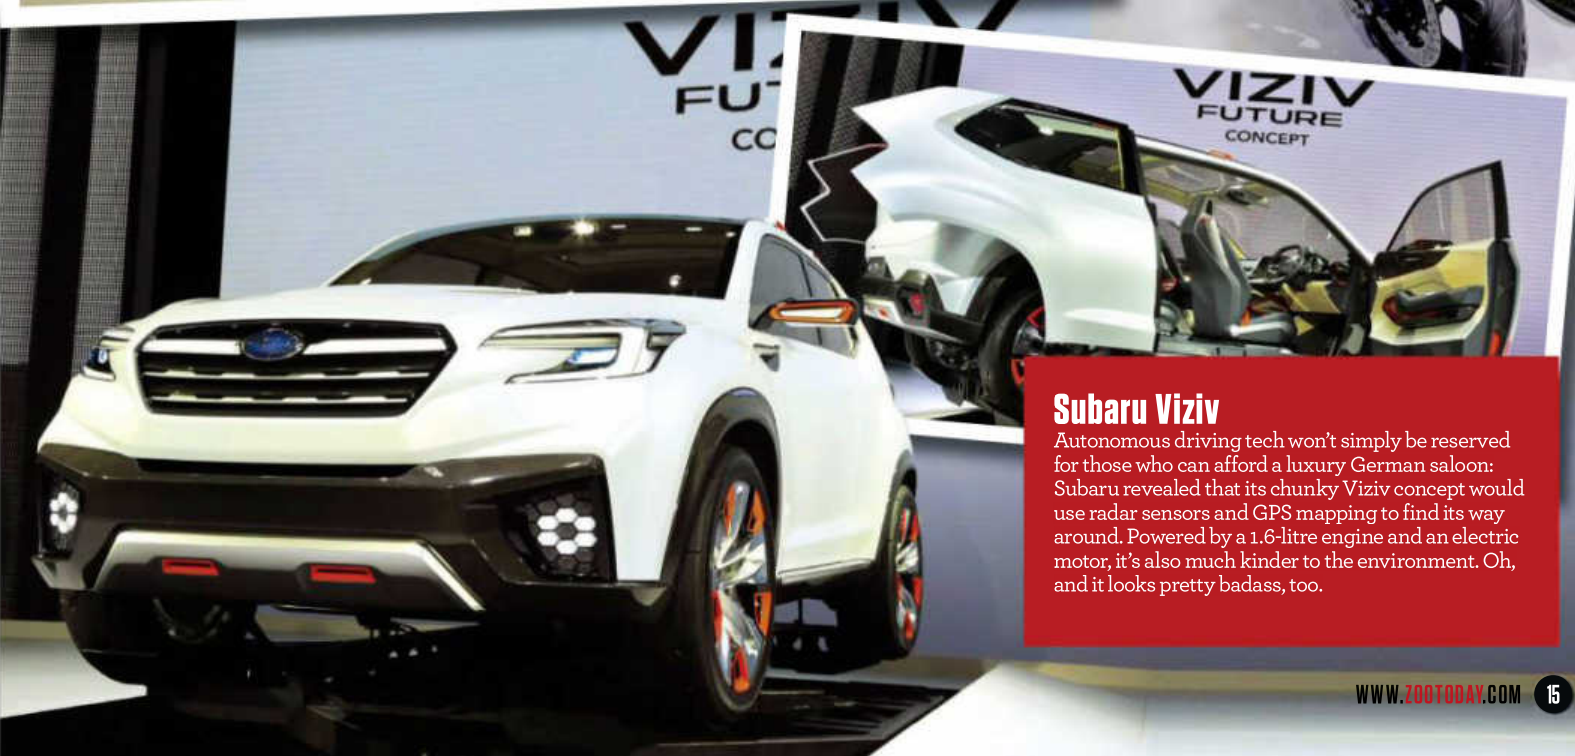 VIZIV
FU
CO
VIZIV
FUTURE
CONCEPT
Subaru Viziv
Autonomous driving tech won't simply be reserved
for those who can afford a luxury German saloon:
Subaru revealed that its chunky Viziv concept would
use radar sensors and GPS mapping to find its way
around. Powered by a 1.6-litre engine and an electric
motor, it's also much kinder to the environment. Oh,
and it looks pretty badass, too.
WWW.ZOOTODAY.COM 15